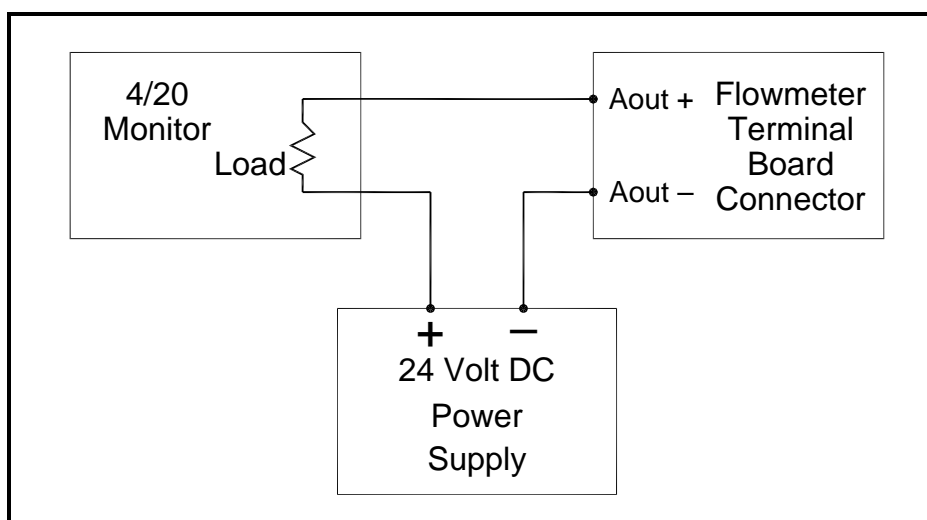 4/20
Monitor
Load
Aout +
Aout –
Flowmeter
Terminal
Board
Connector
+ –
24 Volt DC
Power
Supply